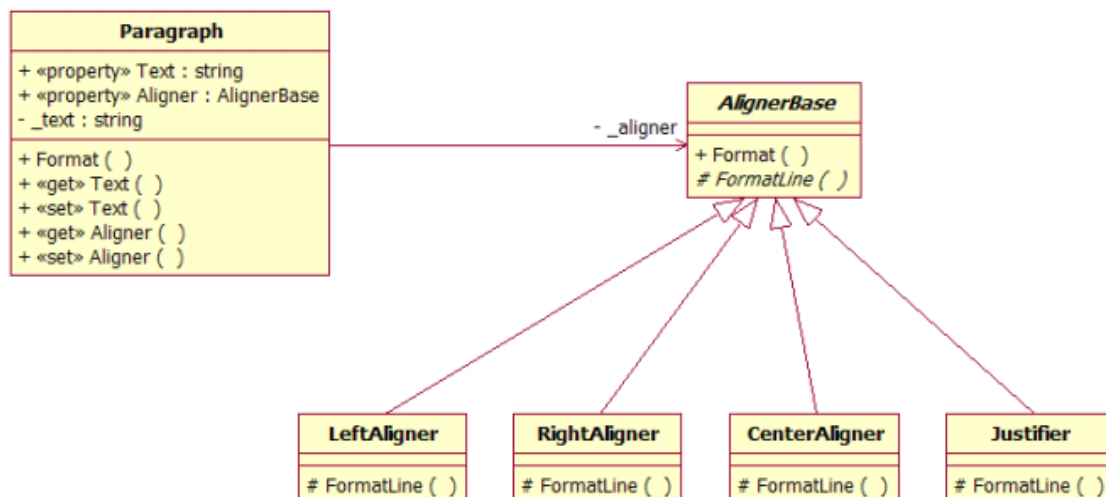 Paragraph
+ «property» Text : string
+ «property» Aligner : AlignerBase
- _text : string
+ Format ( )
+ «get» Text ( )
+ «set» Text ( )
+ «get» Aligner ( )
+ «set» Aligner ( )
- _aligner
AlignerBase
+ Format ( )
# FormatLine ( )
LeftAligner
# FormatLine ( )
RightAligner
# FormatLine ( )
CenterAligner
# FormatLine ( )
Justifier
# FormatLine ( )